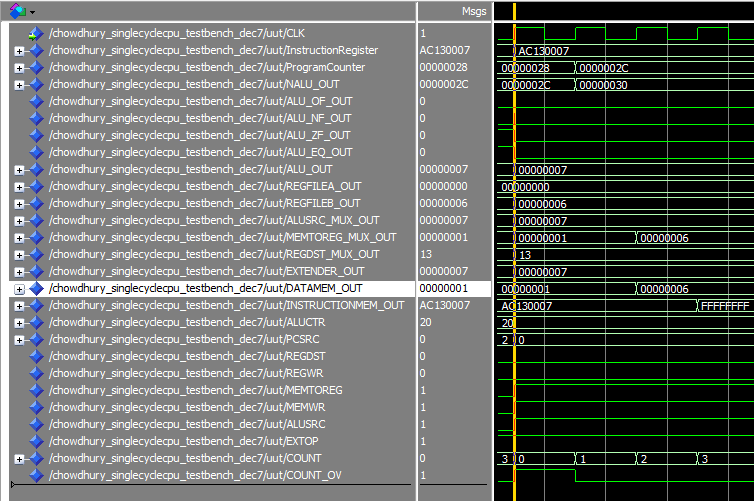 Msgs
/chowdhury_singlecyclecpu_testbench_dec7/uut/CLK 1
/chowdhury_singlecyclecpu_testbench_dec7/uut/InstructionRegister AC130007 AC130007
/chowdhury_singlecyclecpu_testbench_dec7/uut/ProgramCounter 00000028 00000028 0000002C
/chowdhury_singlecyclecpu_testbench_dec7/uut/NALU_OUT 0000002C 0000002C 00000030
/chowdhury_singlecyclecpu_testbench_dec7/uut/ALU_OF_OUT 0
/chowdhury_singlecyclecpu_testbench_dec7/uut/ALU_NF_OUT 0
/chowdhury_singlecyclecpu_testbench_dec7/uut/ALU_ZF_OUT 0
/chowdhury_singlecyclecpu_testbench_dec7/uut/ALU_EQ_OUT 0
/chowdhury_singlecyclecpu_testbench_dec7/uut/ALU_OUT 00000007 00000007
/chowdhury_singlecyclecpu_testbench_dec7/uut/REGFILEA_OUT 00000000 00000000
/chowdhury_singlecyclecpu_testbench_dec7/uut/REGFILEB_OUT 00000006 00000006
/chowdhury_singlecyclecpu_testbench_dec7/uut/ALUSRC_MUX_OUT 00000007 00000007
/chowdhury_singlecyclecpu_testbench_dec7/uut/MEMTOREG_MUX_OUT 00000001 00000001 00000006
/chowdhury_singlecyclecpu_testbench_dec7/uut/REGDST_MUX_OUT 13 13
/chowdhury_singlecyclecpu_testbench_dec7/uut/EXTENDER_OUT 00000007 00000007
/chowdhury_singlecyclecpu_testbench_dec7/uut/DATAMEM_OUT 00000001 00000001 00000006
/chowdhury_singlecyclecpu_testbench_dec7/uut/INSTRUCTIONMEM_OUT AC130007 AC130007 FFFFFFFF
/chowdhury_singlecyclecpu_testbench_dec7/uut/ALUCTR 20 20
/chowdhury_singlecyclecpu_testbench_dec7/uut/PCSRC 0 2 0
/chowdhury_singlecyclecpu_testbench_dec7/uut/REGDST 0
/chowdhury_singlecyclecpu_testbench_dec7/uut/REGWR 0
/chowdhury_singlecyclecpu_testbench_dec7/uut/MEMTOREG 1
/chowdhury_singlecyclecpu_testbench_dec7/uut/MEMWR 1
/chowdhury_singlecyclecpu_testbench_dec7/uut/ALUSRC 1
/chowdhury_singlecyclecpu_testbench_dec7/uut/EXTOP 1
/chowdhury_singlecyclecpu_testbench_dec7/uut/COUNT 0 3 0 1 2 3
/chowdhury_singlecyclecpu_testbench_dec7/uut/COUNT_OV 1